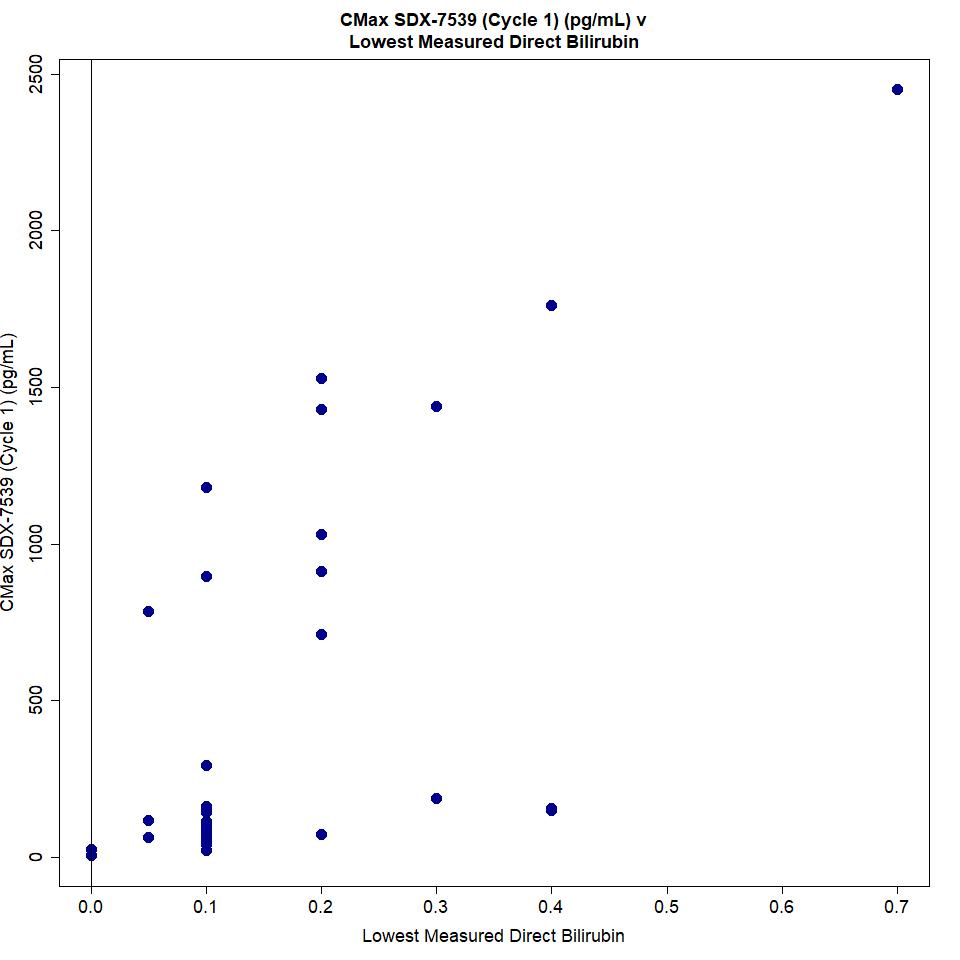 CMax SDX-7539 (Cycle 1) (pg/mL) v
Lowest Measured Direct Bilirubin
2500
2000
1500
1000
500
0
CMax SDX-7539 (Cycle 1) (pg/mL)
0.0 0.1 0.2 0.3 0.4 0.5 0.6 0.7
Lowest Measured Direct Bilirubin